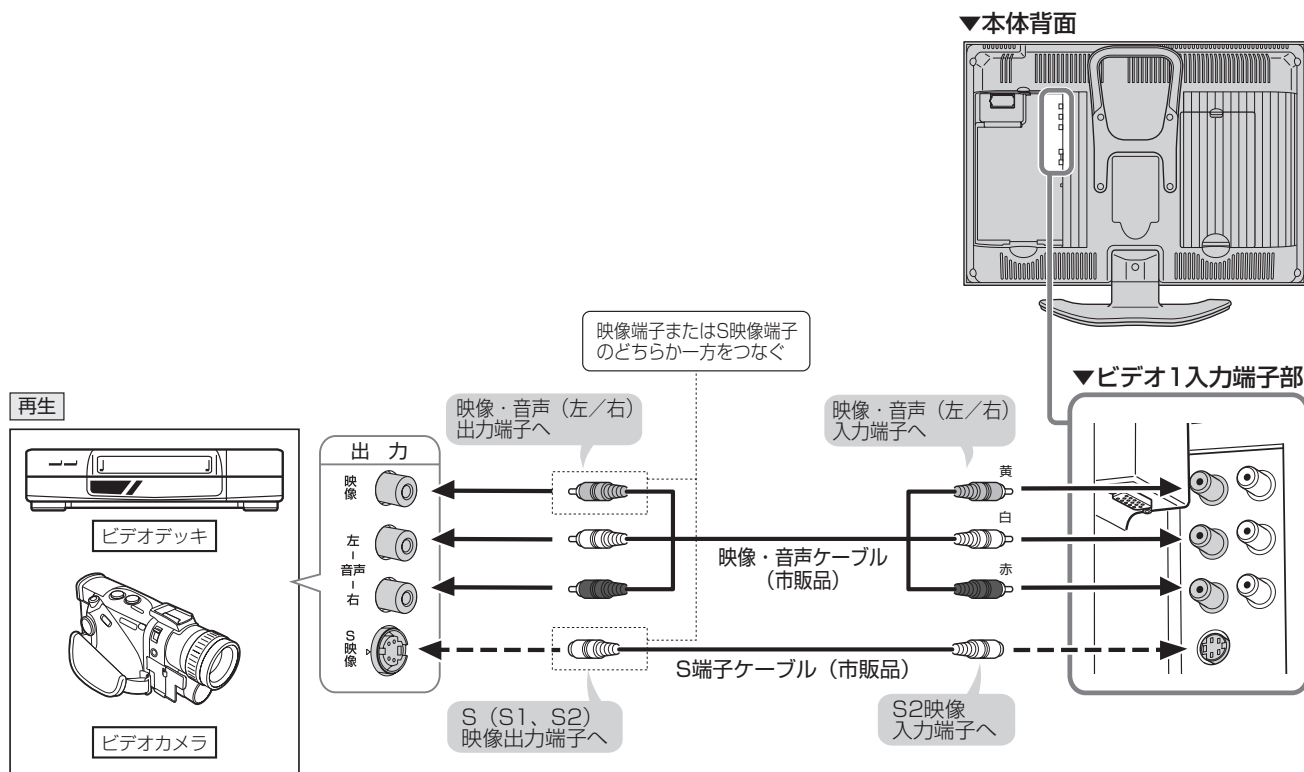 ▼本体背面
映像端子またはS映像端子
のどちらか一方をつなぐ
▼ビデオ1入力端子部
再生
映像・音声（左／右）
出力端子へ
映像・音声（左／右）
入力端子へ
出 力
映像
黄
ビデオデッキ
左
音声
右
白
映像・音声ケーブル
（市販品）
赤
S映像
S端子ケーブル（市販品）
S（S1、S2）
映像出力端子へ
S2映像
入力端子へ
ビデオカメラ